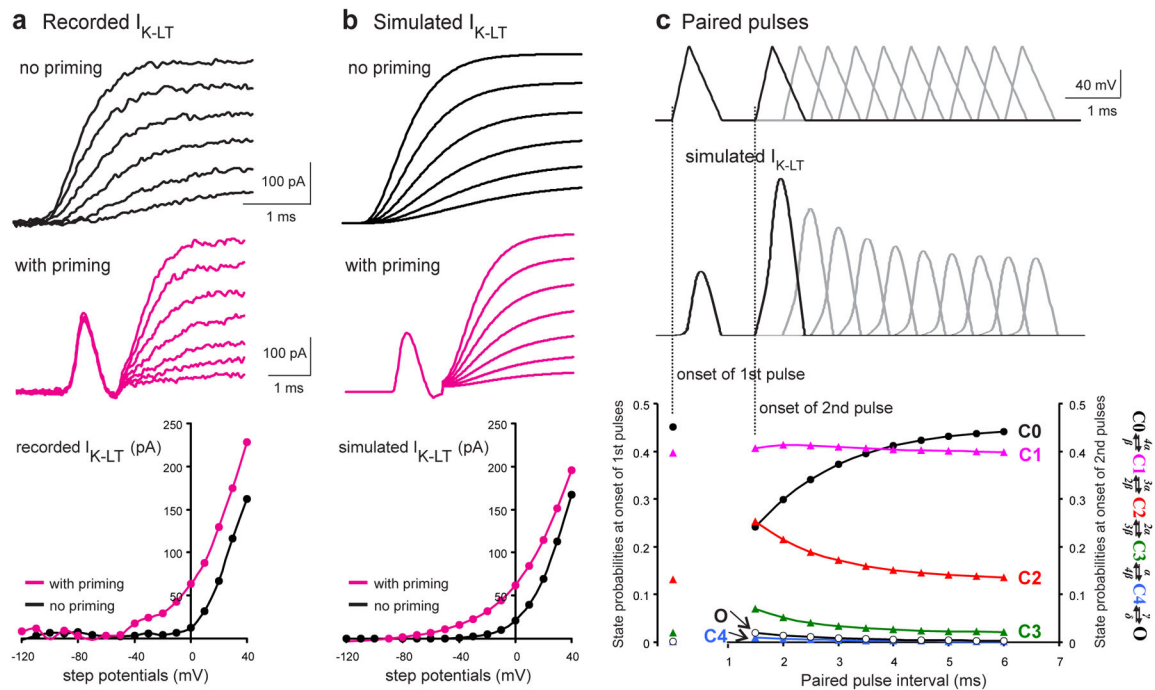 a Recorded I K-LT
no priming
100 pA
1 ms
with priming
100 pA
1 ms
recorded I K-LT (pA)
250
200
150
100
50
0
with priming
no priming
-120 -80 -40 0 40
step potentials (mV)
b Simulated I K-LT
no priming
with priming
simulated I K-LT (pA)
250
200
150
100
50
0
with priming
no priming
-120 -80 -40 0 40
step potentials (mV)
c Paired pulses
40 mV
1 ms
simulated I K-LT
onset of 1st pulse
onset of 2nd pulse
State probabilities at onset of 1st pulses
0.5
0.4
0.3
0.2
0.1
0
C0
C1
C2
C3
O
C4
1 2 3 4 5 6 7
Paired pulse interval (ms)
0.5
0.4
0.3
0.2
0.1
0
State probabilities at onset of 2nd pulses
C0 4α β C1 3α 2β C2 2α 3β C3 α 4β C4 γ δ O